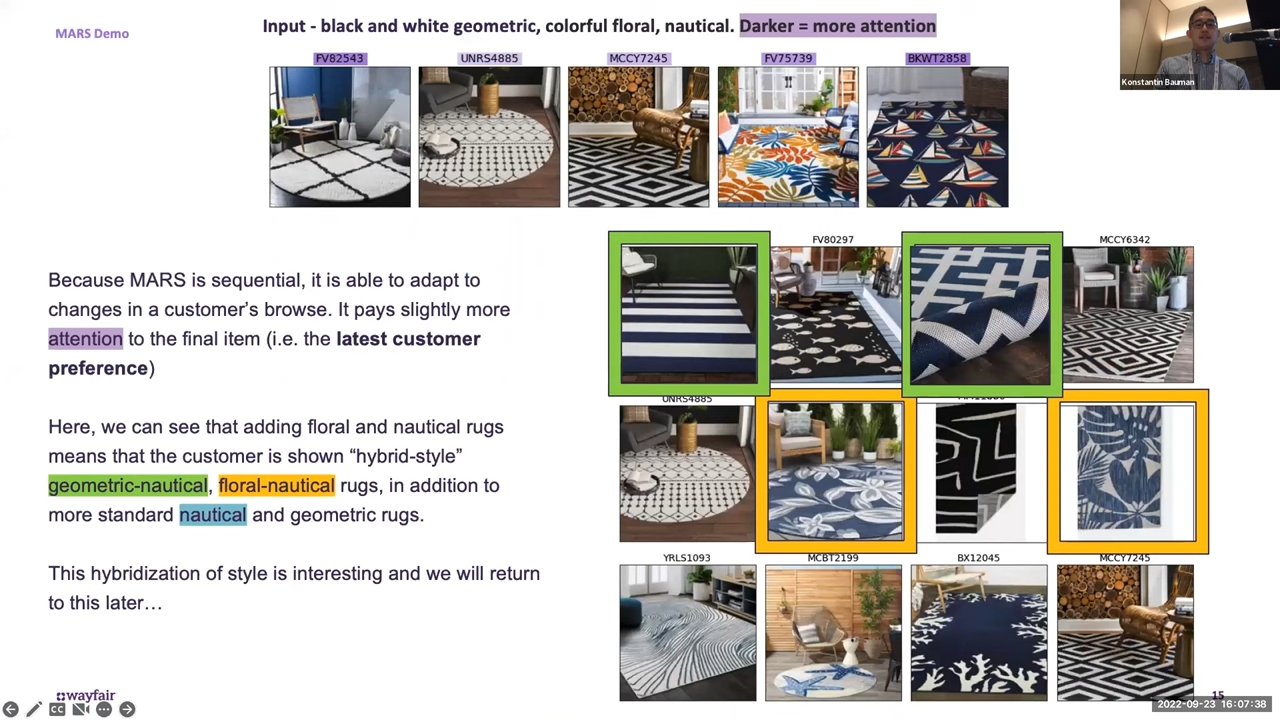 MARS Demo
Input - black and white geometric, colorful floral, nautical. Darker = more attention
FV82543 UNRS4885 MCCY7245 FV75739 BKWT2858
Konstantin Bauman
Because MARS is sequential, it is able to adapt to
changes in a customer’s browse. It pays slightly more
attention to the final item (i.e. the latest customer
preference)
Here, we can see that adding floral and nautical rugs
means that the customer is shown “hybrid-style”
geometric-nautical, floral-nautical rugs, in addition to
more standard nautical and geometric rugs.
This hybridization of style is interesting and we will return
to this later…
FV80297 MCCY6342
UNRS4885
YRLS1093 MCBT2199 BX12045 MCCY7245
wayfair
15
CC
2022-09-23 16:07:38